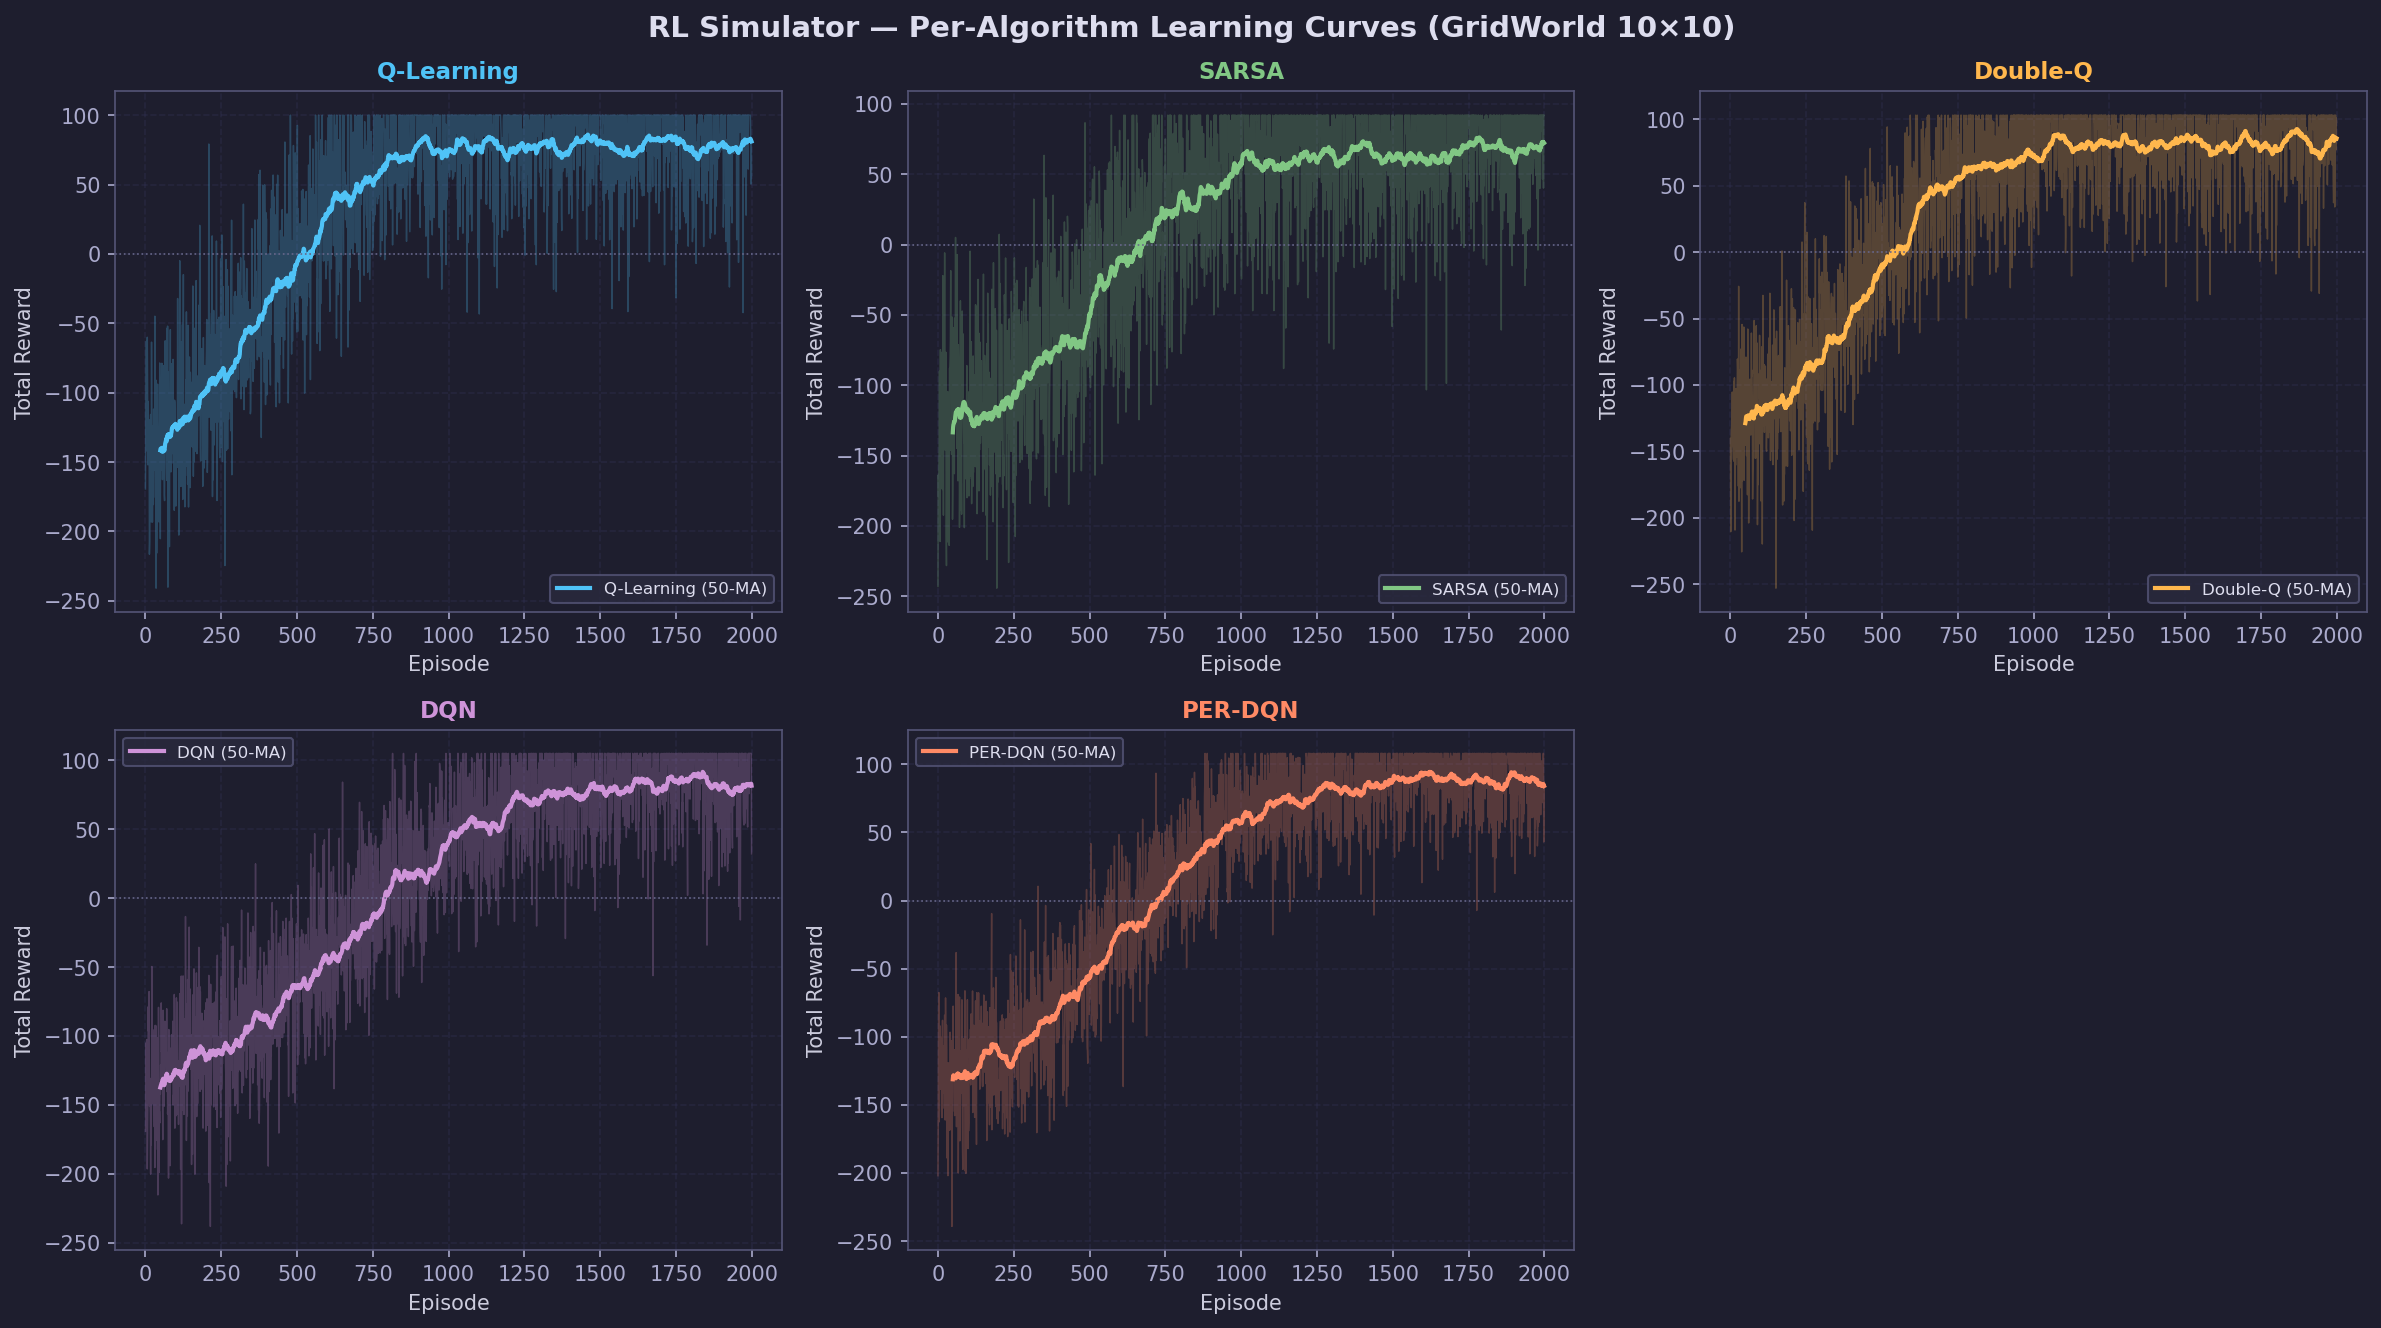 RL Simulator — Per-Algorithm Learning Curves (GridWorld 10×10)
Q-Learning
Total Reward
100
50
0
−50
−100
−150
−200
−250
Q-Learning (50-MA)
0 250 500 750 1000 1250 1500 1750 2000
Episode
SARSA
Total Reward
100
50
0
−50
−100
−150
−200
−250
SARSA (50-MA)
0 250 500 750 1000 1250 1500 1750 2000
Episode
Double-Q
Total Reward
100
50
0
−50
−100
−150
−200
−250
Double-Q (50-MA)
0 250 500 750 1000 1250 1500 1750 2000
Episode
DQN
DQN (50-MA)
Total Reward
100
50
0
−50
−100
−150
−200
−250
0 250 500 750 1000 1250 1500 1750 2000
Episode
PER-DQN
PER-DQN (50-MA)
Total Reward
100
50
0
−50
−100
−150
−200
−250
0 250 500 750 1000 1250 1500 1750 2000
Episode